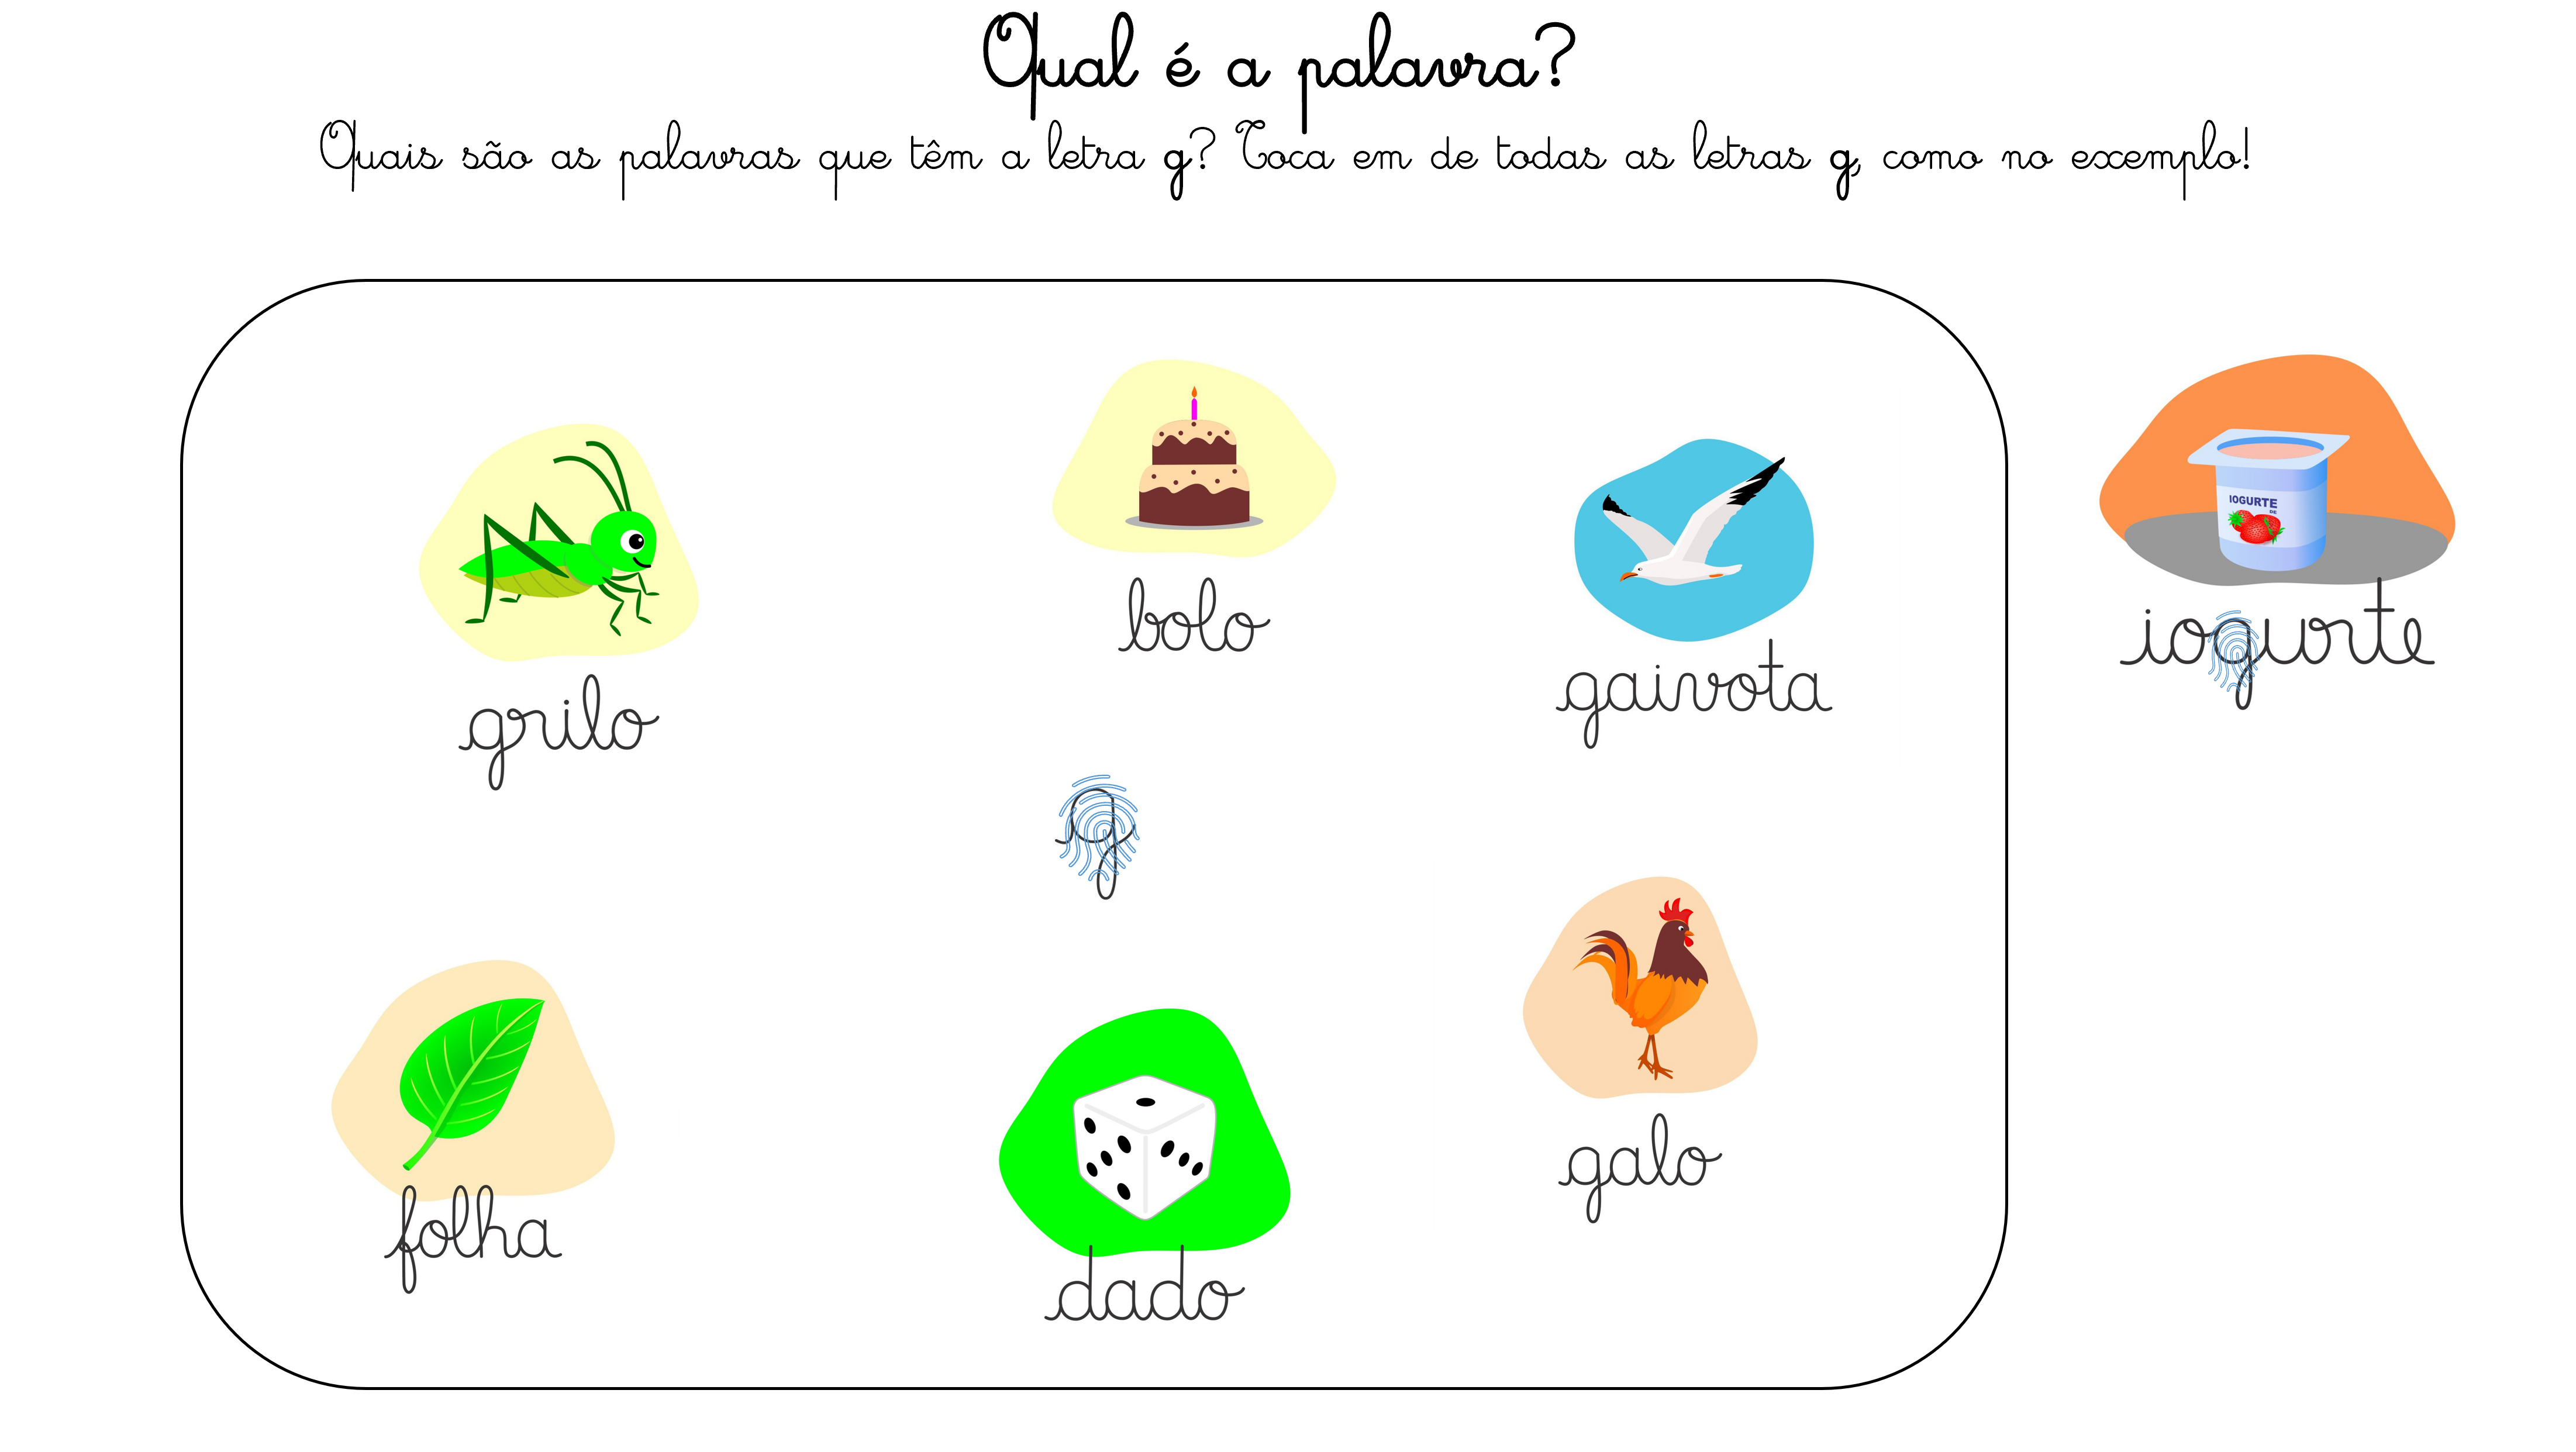 Qual é a palavra?
Quais são as palavras que têm a letra g? Toca em de todas as letras g, como no exemplo!
grilo
bolo
gaivota
IOGURTE
DE
iogurte
g
folha
dado
galo